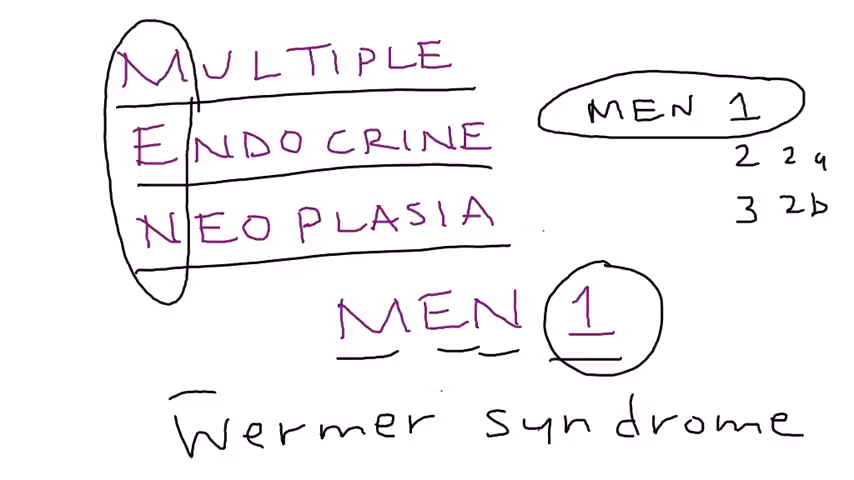 MULTIPLE
ENDOCRINE
NEOPLASIA
MEN 1
2 2a
3 2b
MEN 1
Wermer syndrome